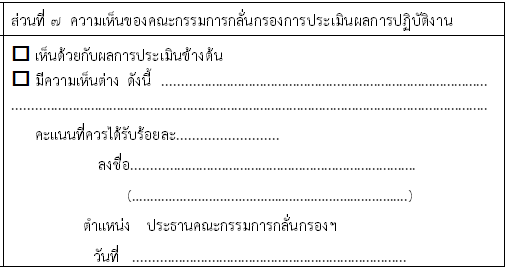 ส่วนที่ ๗ ความเห็นของคณะกรรมการกลั่นกรองการประเมินผลการปฏิบัติงาน
☐ เห็นด้วยกับผลการประเมินข้างต้น
☐ มีความเห็นต่าง ดังนี้ ................................................................................
........................................................................................................................
คะแนนที่ควรได้รับร้อยละ..........................
ลงชื่อ........................................................................
(.....................................................................)
ตำแหน่ง ประธานคณะกรรมการกลั่นกรองฯ
วันที่ .....................................................................